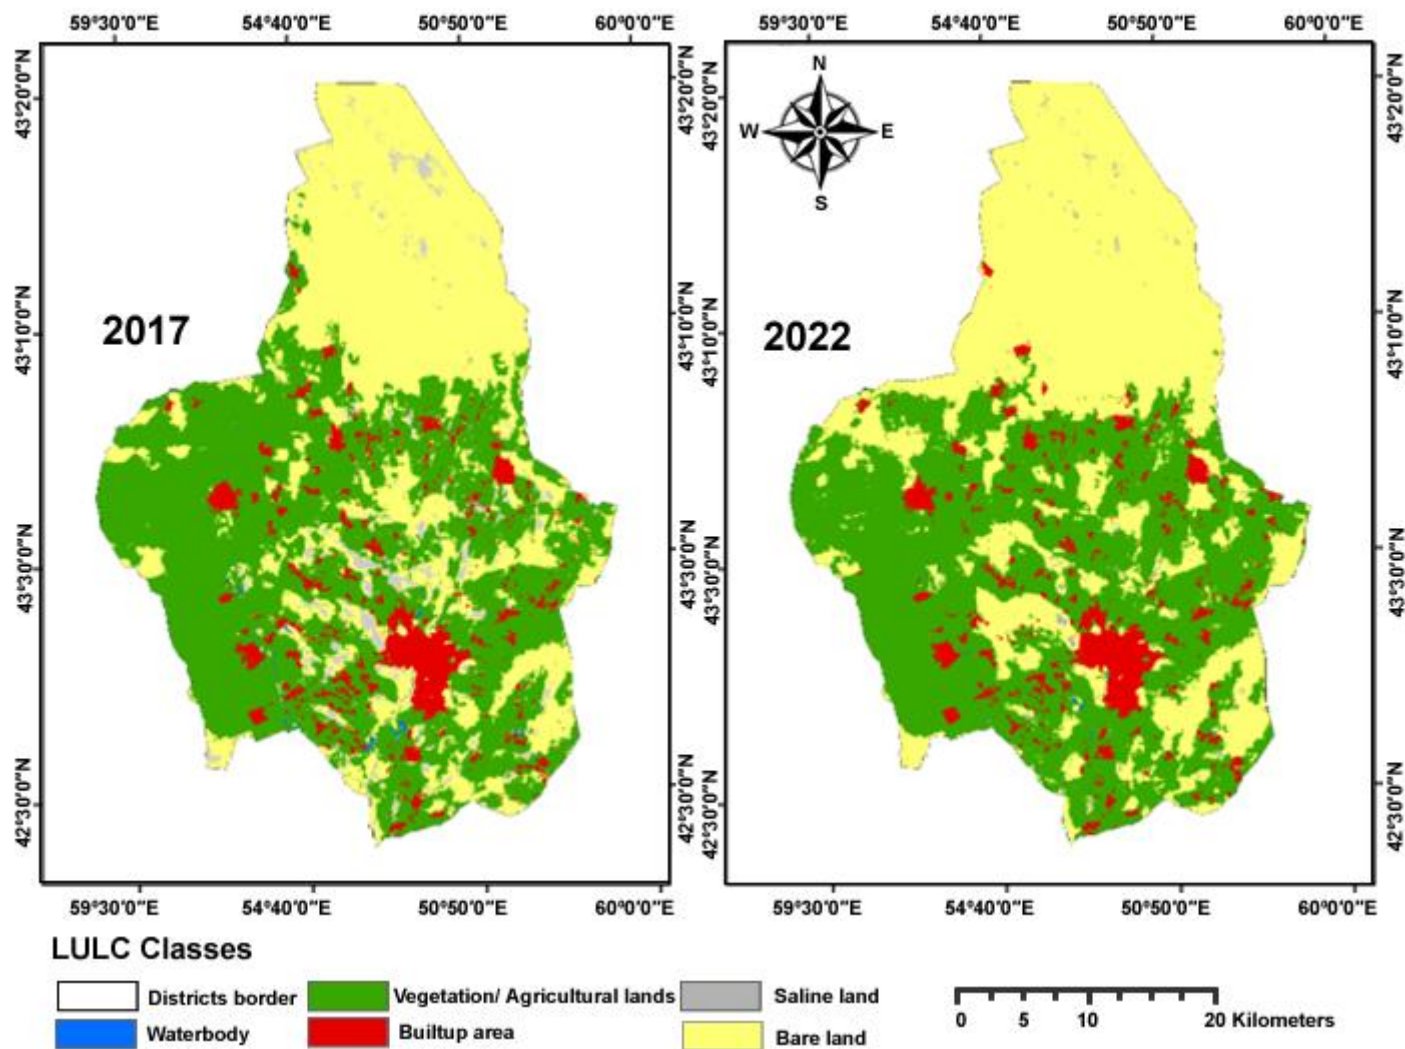 59°30'0"E 54°40'0"E 50°50'0"E 60°0'0"E 59°30'0"E 54°40'0"E 50°50'0"E 60°0'0"E
43°20'0"N 43°20'0"N 43°20'0"N 43°20'0"N
N
W E
S
2017 2022
43°10'0"N 43°10'0"N 43°10'0"N 43°10'0"N
43°30'0"N 43°30'0"N 43°30'0"N 43°30'0"N
42°30'0"N 42°30'0"N 42°30'0"N 42°30'0"N
59°30'0"E 54°40'0"E 50°50'0"E 60°0'0"E 59°30'0"E 54°40'0"E 50°50'0"E 60°0'0"E
LULC Classes
Districts border Vegetation/ Agricultural lands Saline land
Waterbody Builtup area Bare land
0 5 10 20 Kilometers